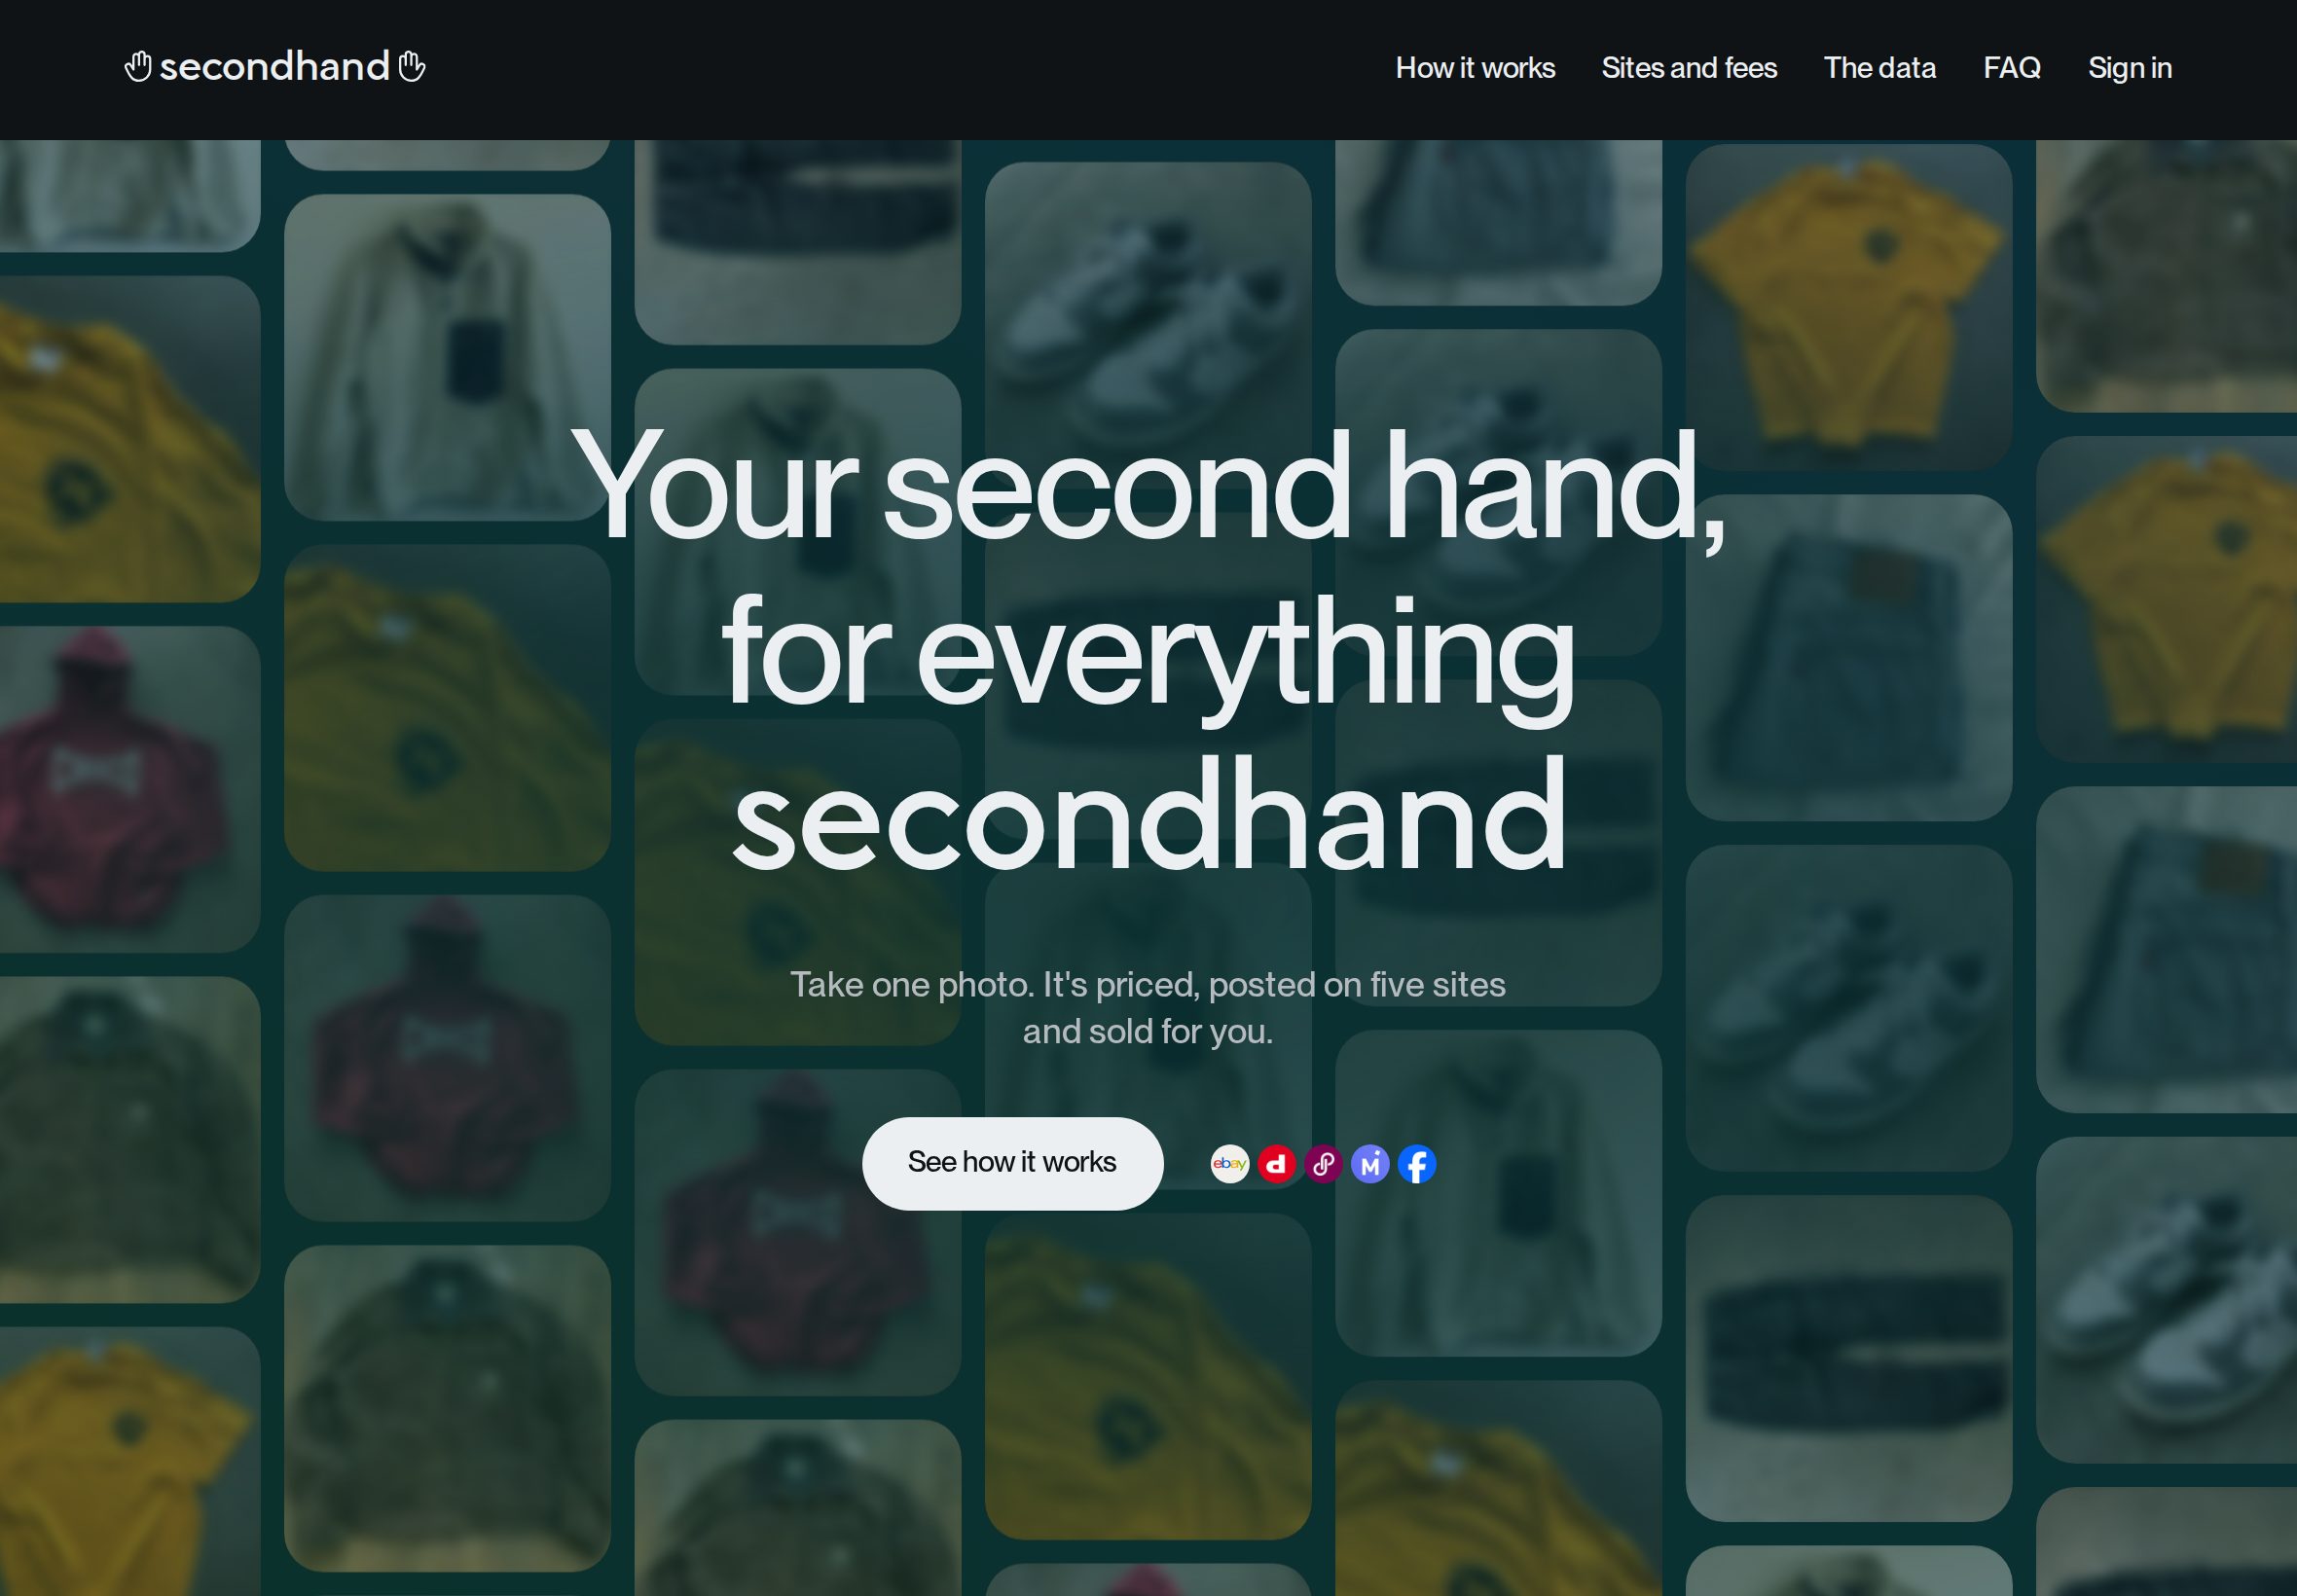 secondhand
How it works
Sites and fees
The data
FAQ
Sign in
Your second hand,
for everything
secondhand
Take one photo. It's priced, posted on five sites
and sold for you.
See how it works
ebay